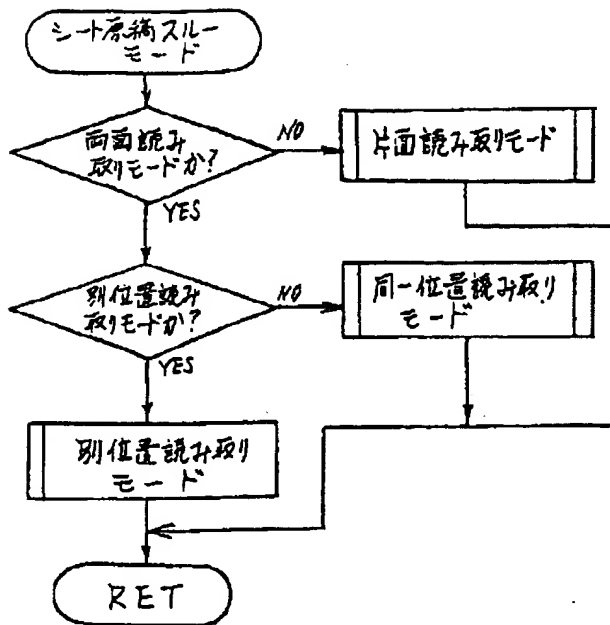 シート原稿スルー
モード
両面読み
取りモードか?
NO
片面読み取りモード
YES
別位置読み
取りモードか?
NO
同一位置読み取り
モード
YES
別位置読み取り
モード
RET